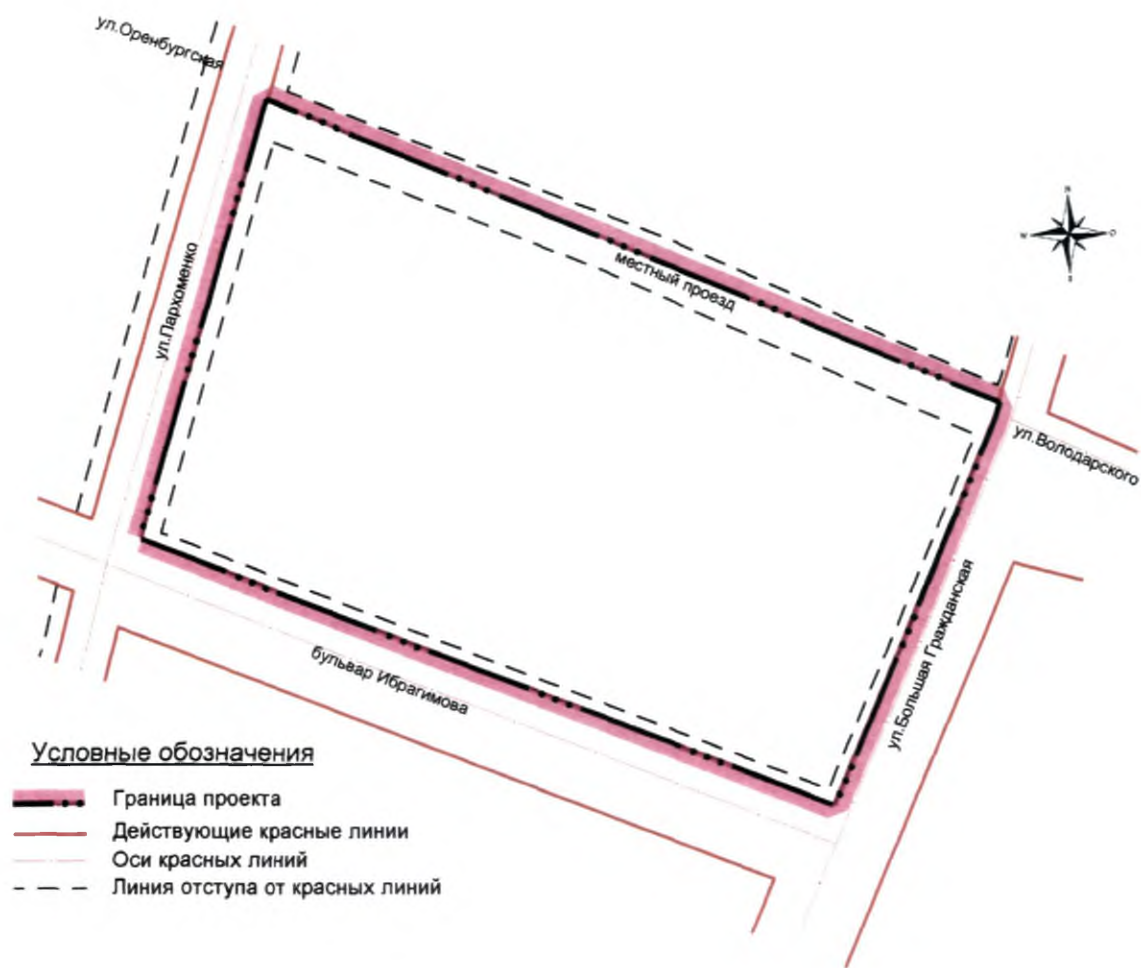 ул.Оренбургская
ул.Пархоменко
местный проезд
ул.Володарского
ул.Большая Гражданская
бульвар Ибрагимова
Условные обозначения
Граница проекта
Действующие красные линии
Оси красных линий
Линия отступа от красных линий